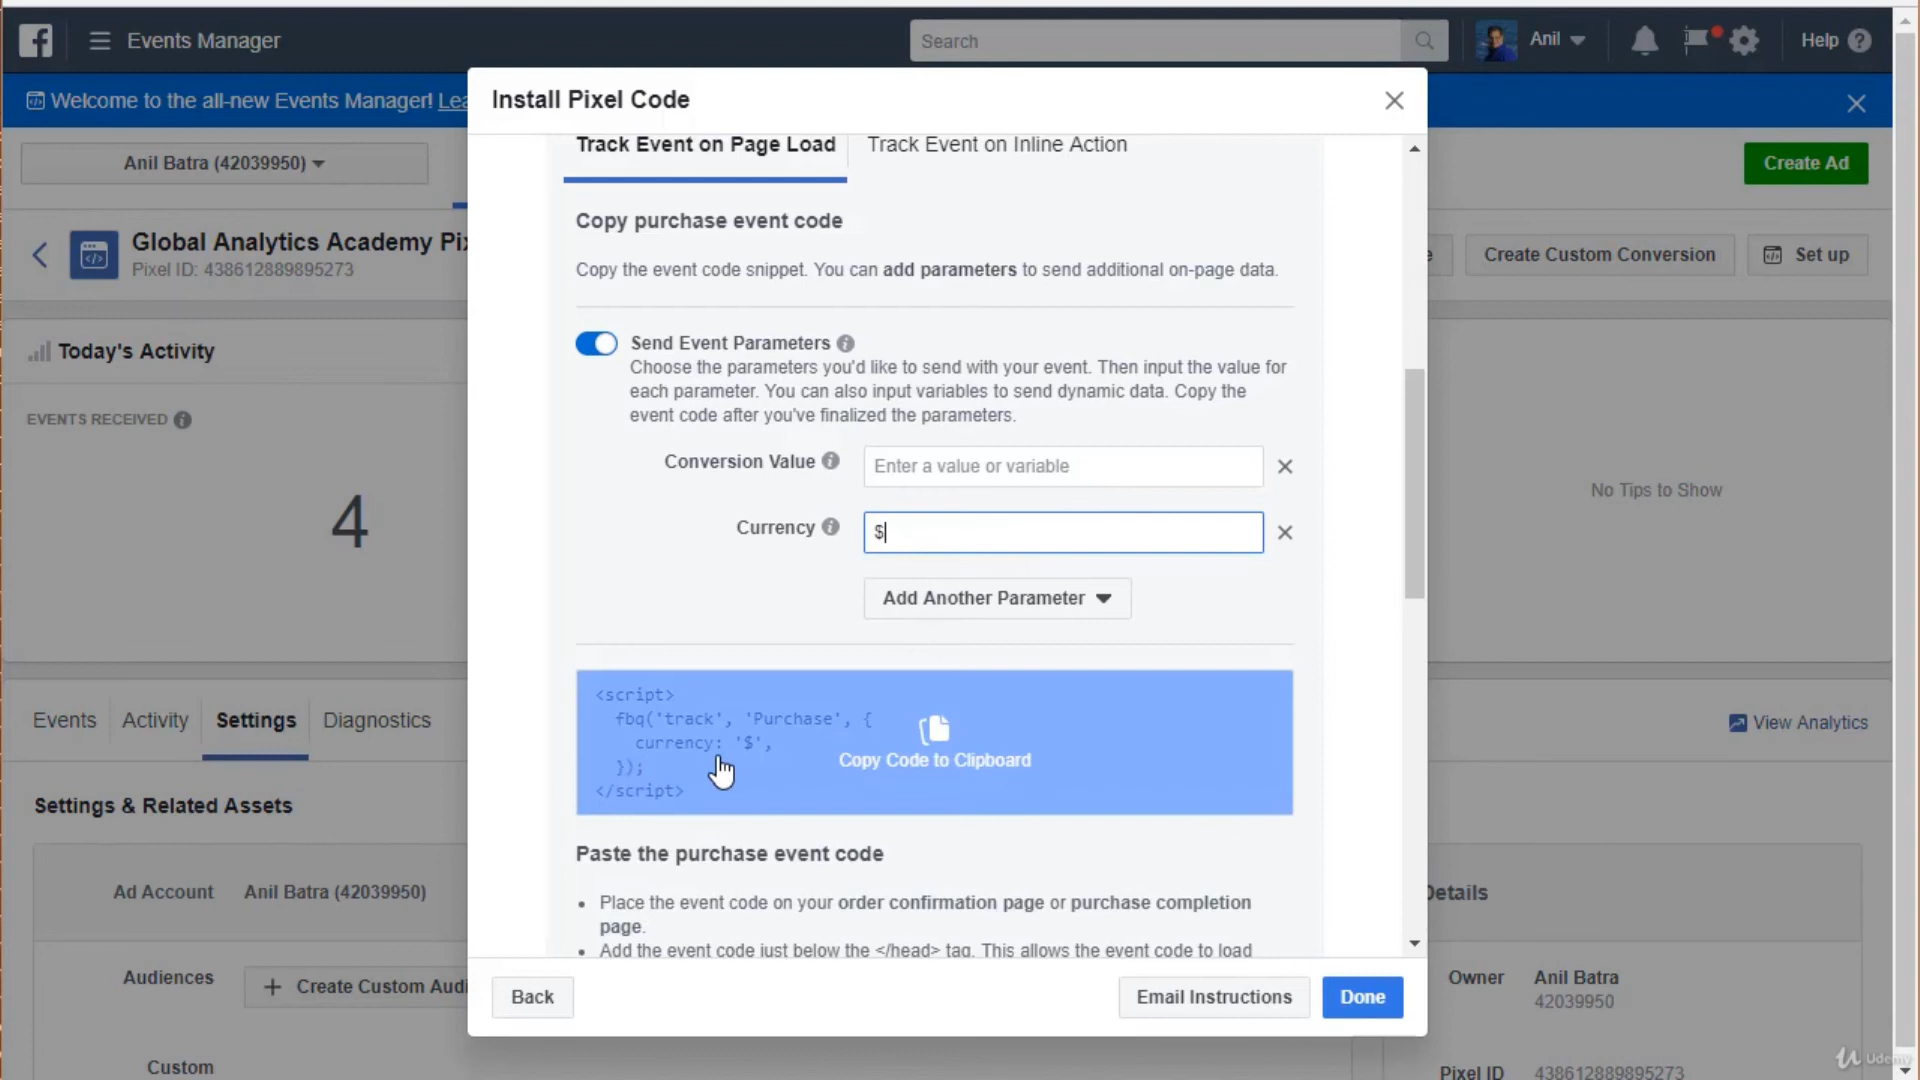 Events Manager
Search
Anil
Help
Welcome to the all-new Events Manager! Lea
Install Pixel Code
Anil Batra (42039950)
Track Event on Page Load
Track Event on Inline Action
Create Ad
Global Analytics Academy Pix
Pixel ID: 438612889895273
Copy purchase event code
e
Create Custom Conversion
Set up
Copy the event code snippet. You can add parameters to send additional on-page data.
Today's Activity
Send Event Parameters
Choose the parameters you'd like to send with your event. Then input the value for
each parameter. You can also input variables to send dynamic data. Copy the
event code after you've finalized the parameters.
EVENTS RECEIVED
4
Conversion Value
Enter a value or variable
No Tips to Show
Currency
$
Add Another Parameter
<script>
fbq('track', 'Purchase', {
currency: '$',
});
</script>
Copy Code to Clipboard
Events
Activity
Settings
Diagnostics
View Analytics
Settings & Related Assets
Paste the purchase event code
Ad Account
Anil Batra (42039950)
Details
Place the event code on your order confirmation page or purchase completion
page.
Add the event code just below the </head> tag. This allows the event code to load
Audiences
+ Create Custom Audi
Owner
Anil Batra
42039950
Back
Email Instructions
Done
Custom
Pixel ID
438612889895273
Udemy